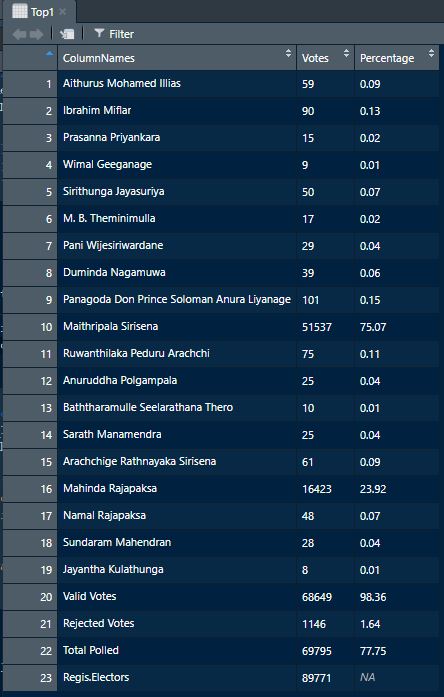 Top1
Filter
ColumnNames Votes Percentage
1 Aithurus Mohamed Illias 59 0.09
2 Ibrahim Miflar 90 0.13
3 Prasanna Priyankara 15 0.02
4 Wimal Geeganage 9 0.01
5 Sirithunga Jayasuriya 50 0.07
6 M. B. Theminimulla 17 0.02
7 Pani Wijesiriwardane 29 0.04
8 Duminda Nagamuwa 39 0.06
9 Panagoda Don Prince Soloman Anura Liyanage 101 0.15
10 Maithripala Sirisena 51537 75.07
11 Ruwanthilaka Peduru Arachchi 75 0.11
12 Anuruddha Polgampala 25 0.04
13 Baththaramulle Seelarathana Thero 10 0.01
14 Sarath Manamendra 25 0.04
15 Arachchige Rathnayaka Sirisena 61 0.09
16 Mahinda Rajapaksa 16423 23.92
17 Namal Rajapaksa 48 0.07
18 Sundaram Mahendran 28 0.04
19 Jayantha Kulathunga 8 0.01
20 Valid Votes 68649 98.36
21 Rejected Votes 1146 1.64
22 Total Polled 69795 77.75
23 Regis.Electors 89771 NA